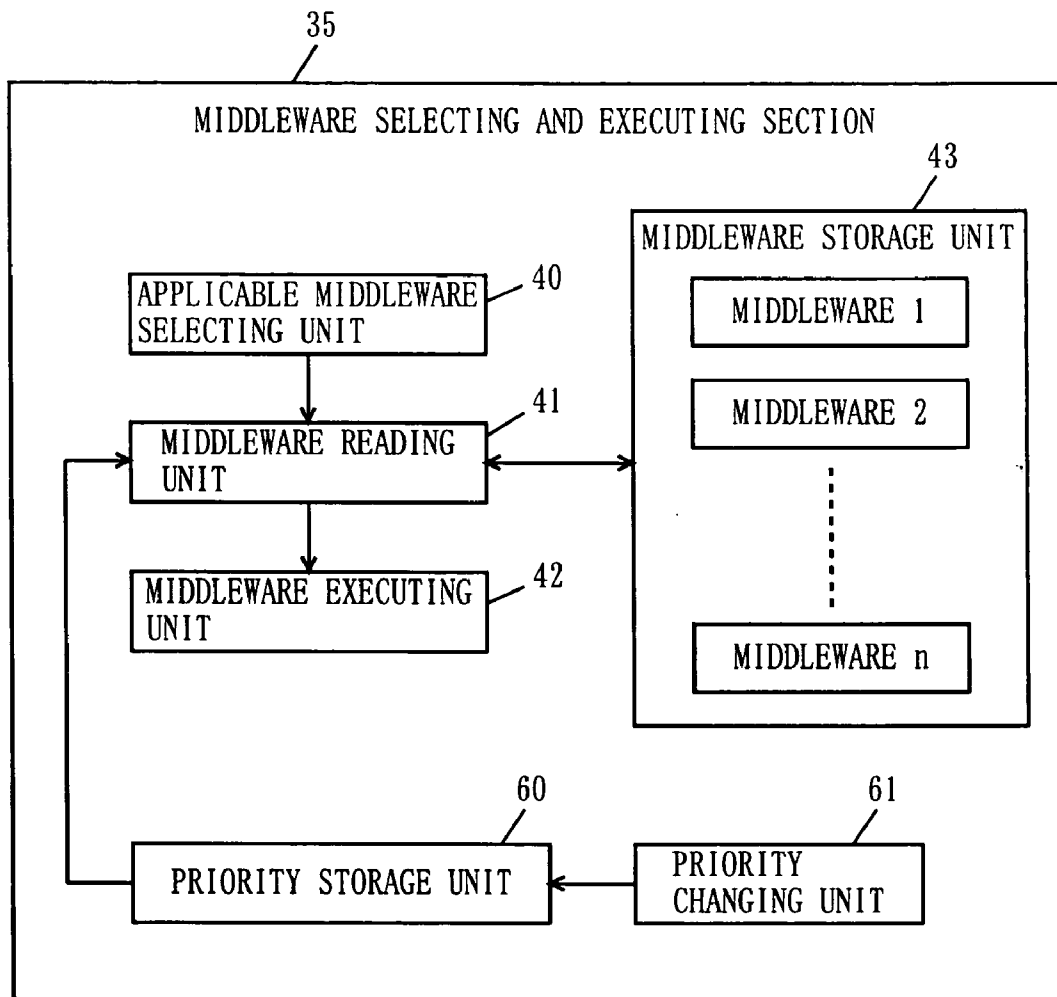 35
MIDDLEWARE SELECTING AND EXECUTING SECTION
43
MIDDLEWARE STORAGE UNIT
MIDDLEWARE 1
MIDDLEWARE 2
MIDDLEWARE n
40
APPLICABLE MIDDLEWARE
SELECTING UNIT
41
MIDDLEWARE READING
UNIT
42
MIDDLEWARE EXECUTING
UNIT
60
PRIORITY STORAGE UNIT
61
PRIORITY
CHANGING UNIT